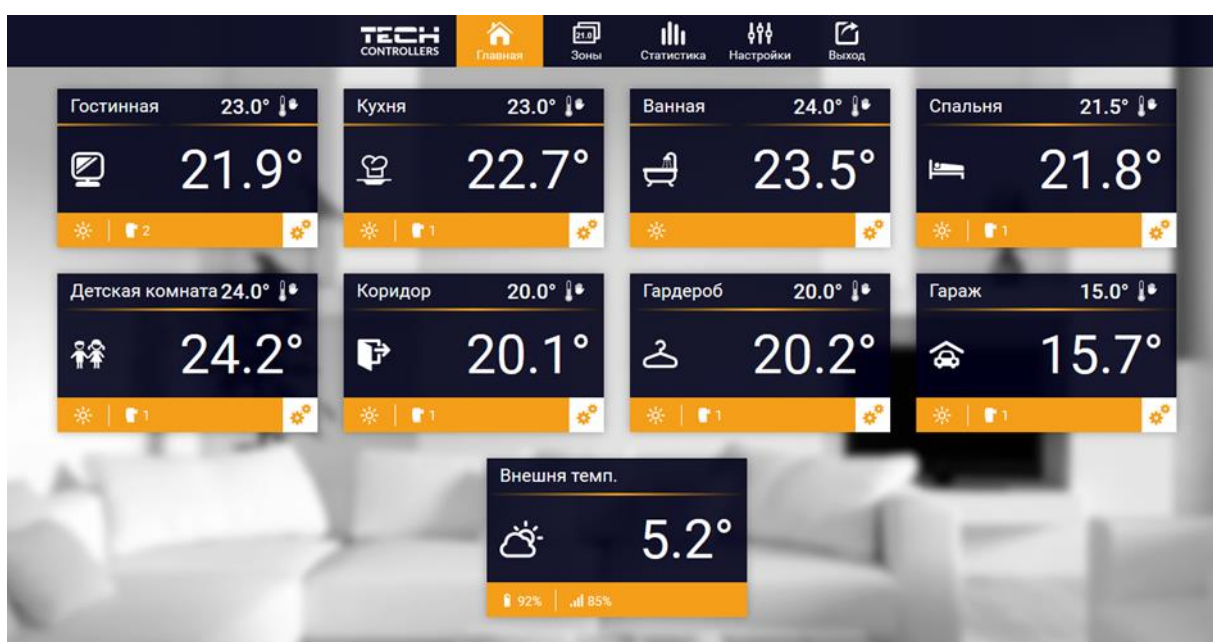 TECH
CONTROLLERS
Главная
21.0
Зоны
Статистика
Настройки
Выход
Гостинная 23.0°
21.9°
2
Кухня 23.0°
22.7°
1
Ванная 24.0°
23.5°
Спальня 21.5°
21.8°
1
Детская комната 24.0°
24.2°
1
Коридор 20.0°
20.1°
1
Гардероб 20.0°
20.2°
1
Гараж 15.0°
15.7°
1
Внешня темп.
5.2°
92% 85%